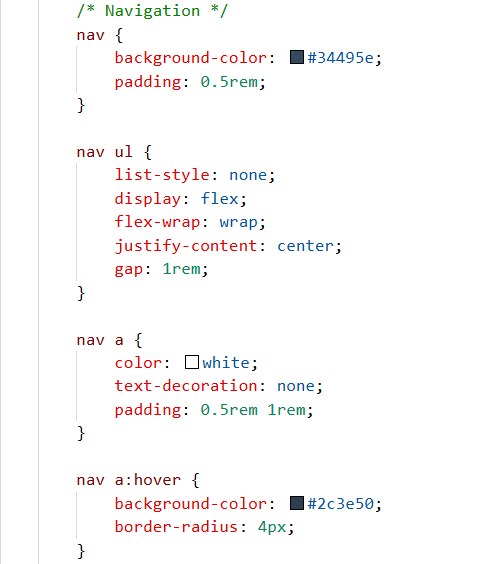 /* Navigation */
nav {
    background-color: #34495e;
    padding: 0.5rem;
}

nav ul {
    list-style: none;
    display: flex;
    flex-wrap: wrap;
    justify-content: center;
    gap: 1rem;
}

nav a {
    color: white;
    text-decoration: none;
    padding: 0.5rem 1rem;
}

nav a:hover {
    background-color: #2c3e50;
    border-radius: 4px;
}